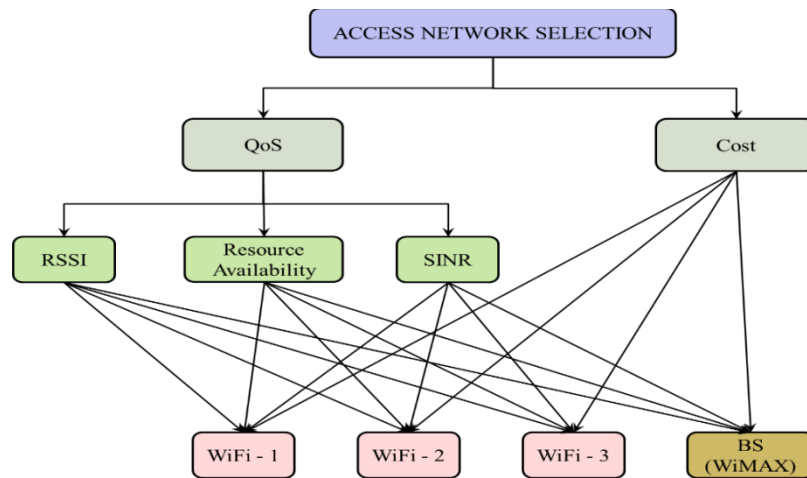 ACCESS NETWORK SELECTION
QoS
Cost
RSSI
Resource
Availability
SINR
WiFi - 1
WiFi - 2
WiFi - 3
BS
(WiMAX)